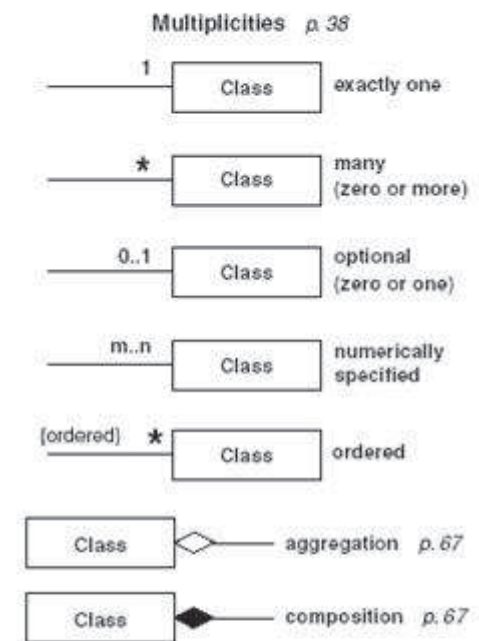 Multiplicities p. 38
1
Class
exactly one
*
Class
many
(zero or more)
0..1
Class
optional
(zero or one)
m..n
Class
numerically
specified
{ordered} *
Class
ordered
Class
aggregation p. 67
Class
composition p. 67